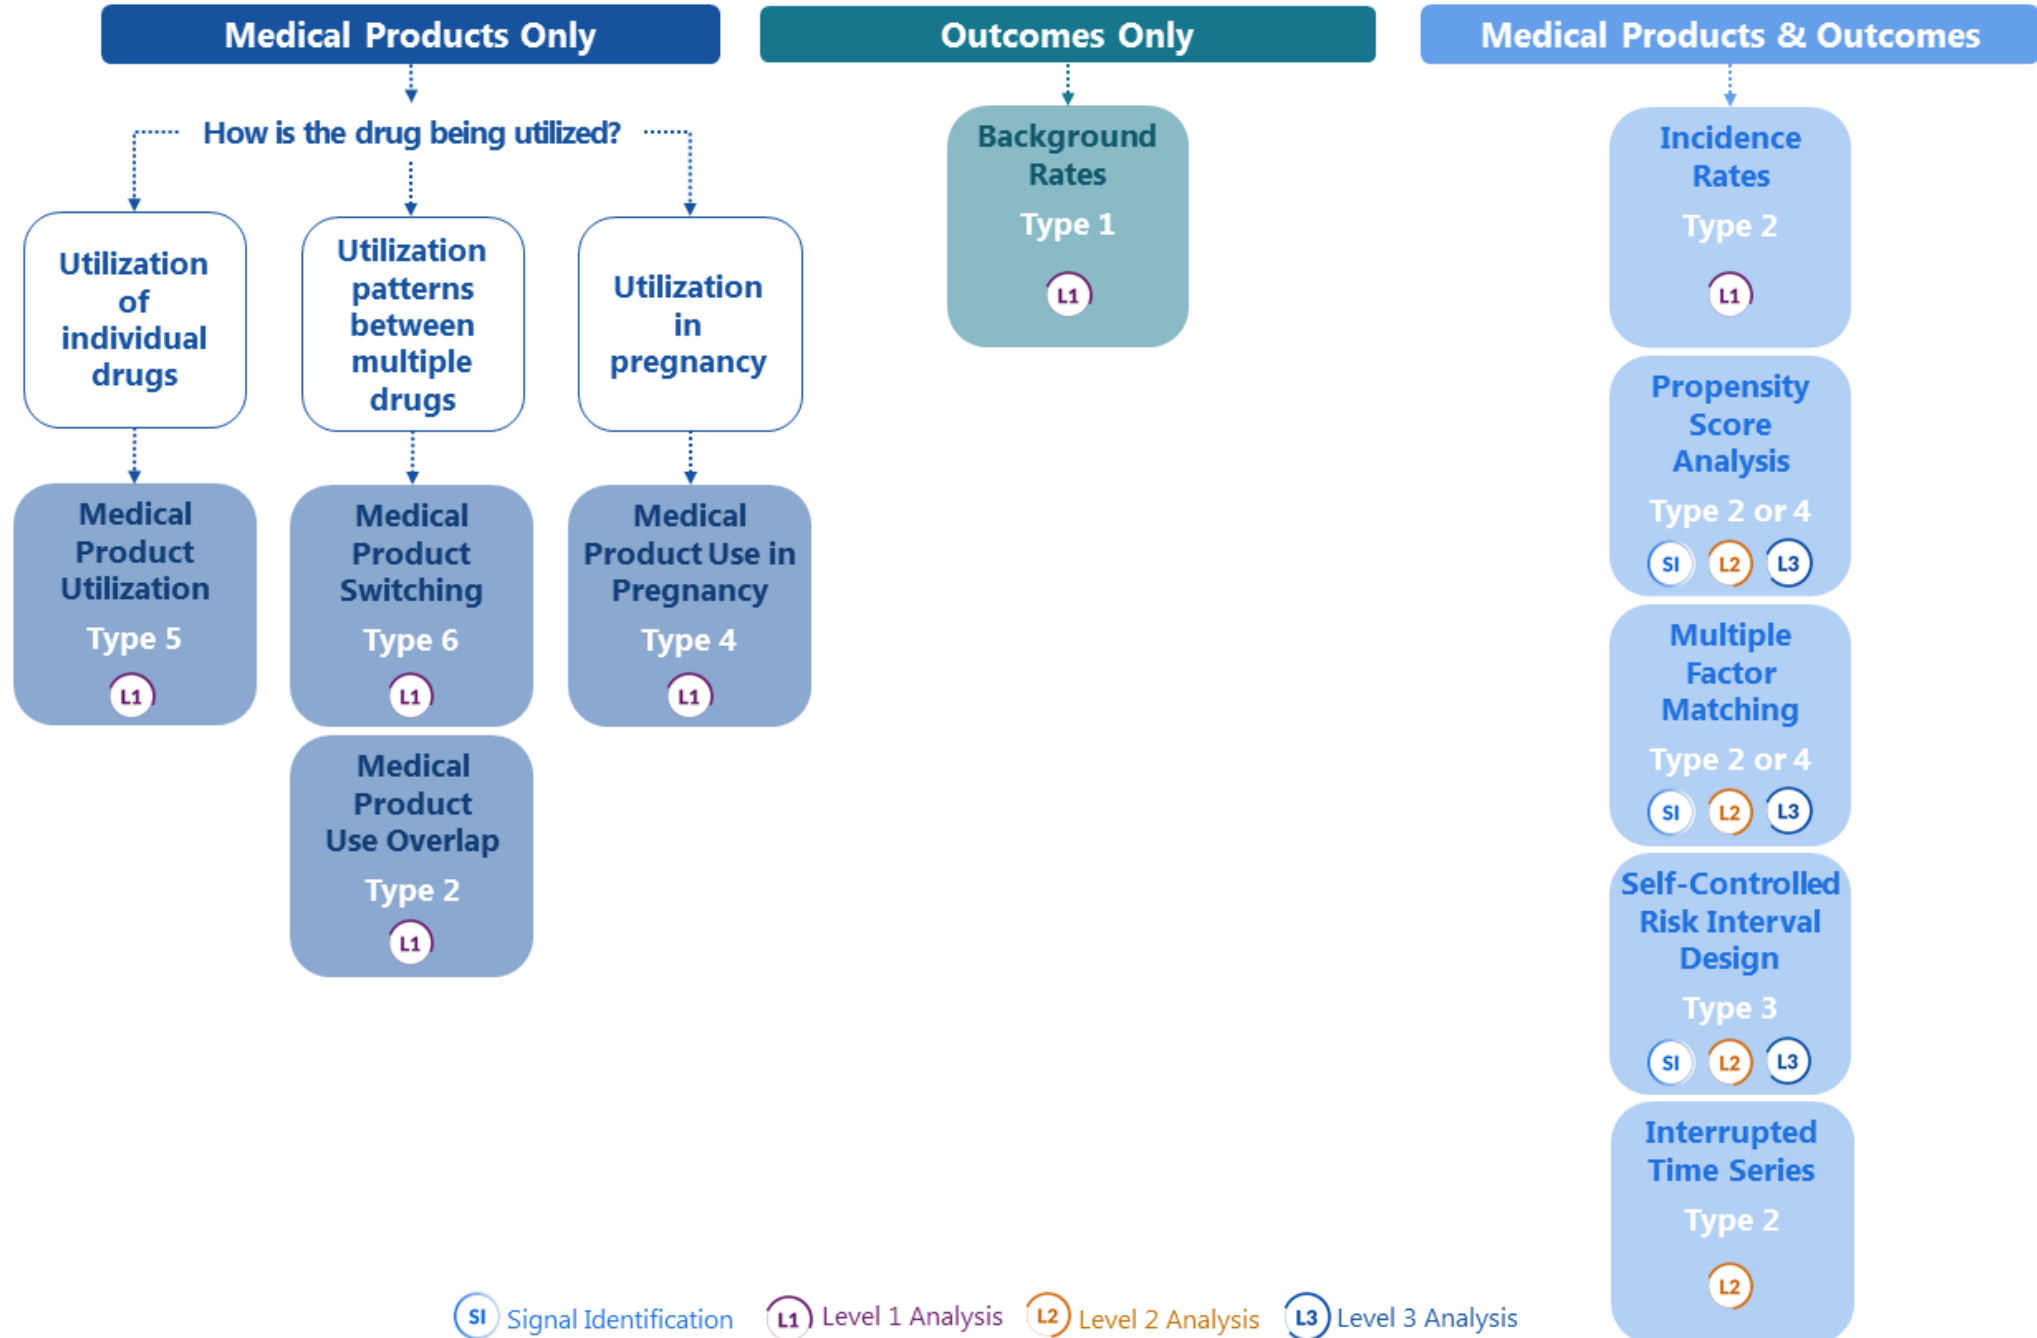 Medical Products Only
How is the drug being utilized?
Utilization
of
individual
drugs
Utilization
patterns
between
multiple
drugs
Utilization
in
pregnancy
Medical
Product
Utilization
Type 5
L1
Medical
Product
Switching
Type 6
L1
Medical
Product Use in
Pregnancy
Type 4
L1
Medical
Product
Use Overlap
Type 2
L1
Outcomes Only
Background
Rates
Type 1
L1
Medical Products & Outcomes
Incidence
Rates
Type 2
L1
Propensity
Score
Analysis
Type 2 or 4
SI L2 L3
Multiple
Factor
Matching
Type 2 or 4
SI L2 L3
Self-Controlled
Risk Interval
Design
Type 3
SI L2 L3
Interrupted
Time Series
Type 2
L2
SI Signal Identification L1 Level 1 Analysis L2 Level 2 Analysis L3 Level 3 Analysis